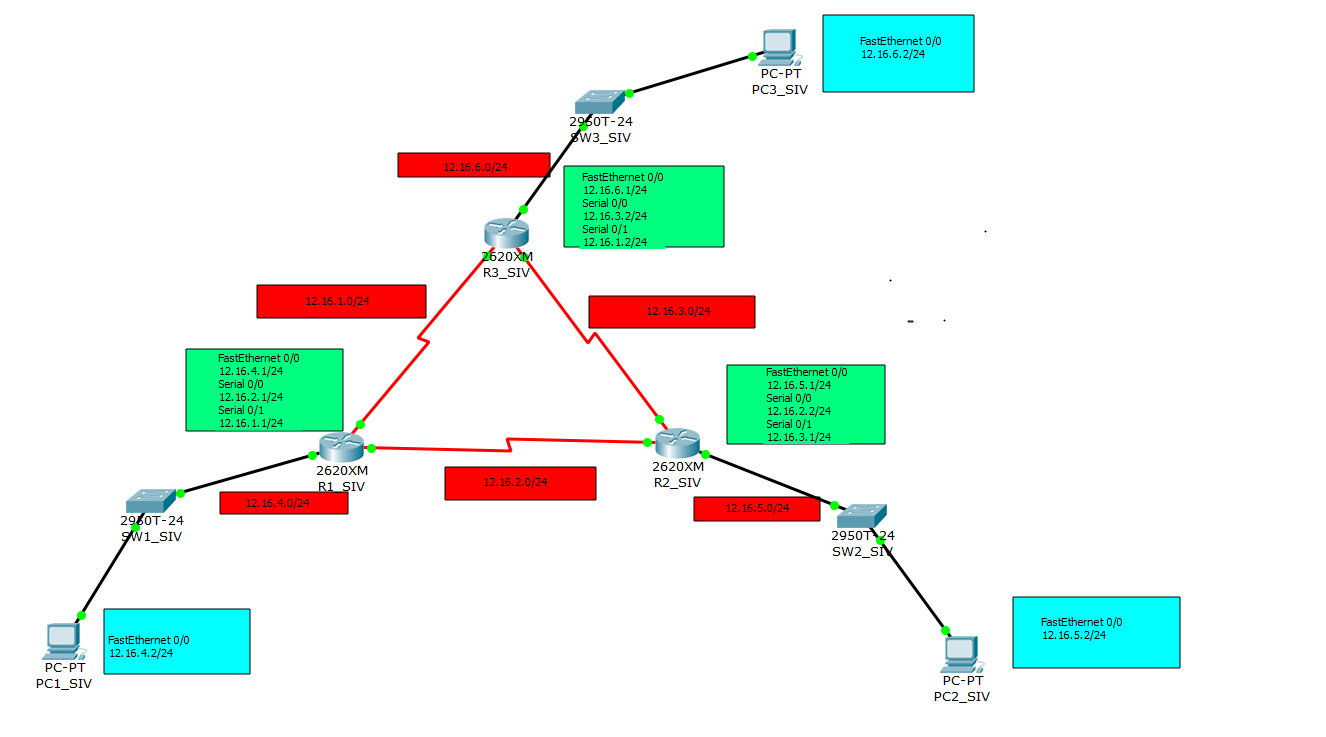 FastEthernet 0/0
12.16.6.2/24
PC-PT
PC3_SIV
2950T-24
SW3_SIV
12.16.6.0/24
FastEthernet 0/0
12.16.6.1/24
Serial 0/0
12.16.3.2/24
Serial 0/1
12.16.1.2/24
2620XM
R3_SIV
12.16.1.0/24
12.16.3.0/24
FastEthernet 0/0
12.16.4.1/24
Serial 0/0
12.16.2.1/24
Serial 0/1
12.16.1.1/24
FastEthernet 0/0
12.16.5.1/24
Serial 0/0
12.16.2.2/24
Serial 0/1
12.16.3.1/24
2620XM
R1_SIV
2620XM
R2_SIV
12.16.2.0/24
12.16.4.0/24
12.16.5.0/24
2950T-24
SW1_SIV
2950T-24
SW2_SIV
FastEthernet 0/0
12.16.4.2/24
PC-PT
PC1_SIV
FastEthernet 0/0
12.16.5.2/24
PC-PT
PC2_SIV